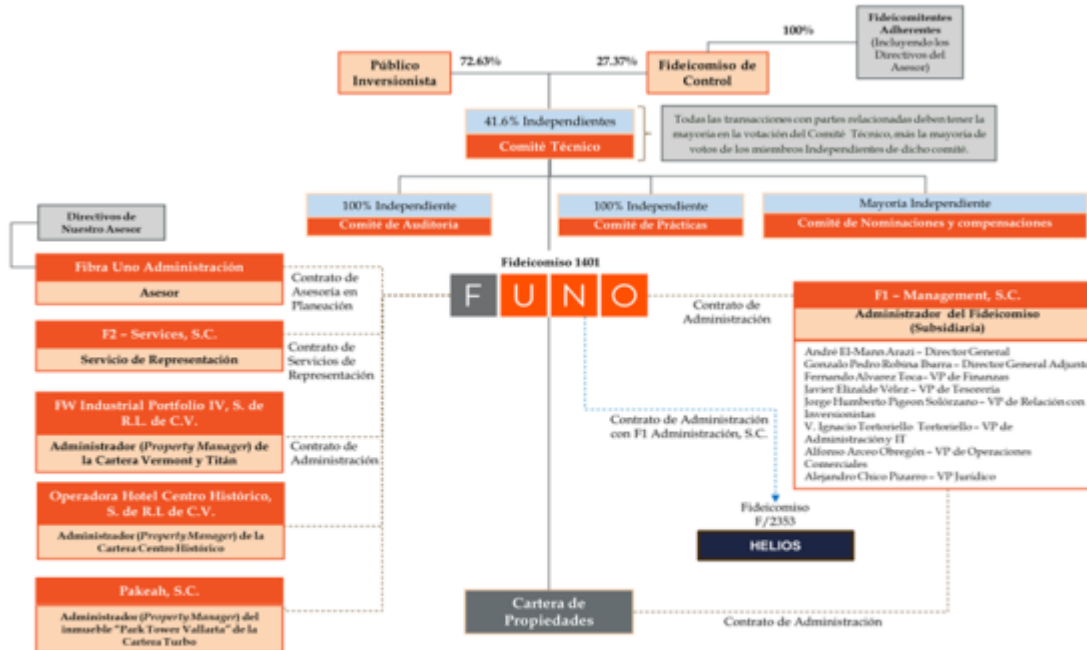 Público
Inversionista
72.63%
27.37%
Fideicomiso de
Control
100%
Fideicomitentes
Adherentes
(Incluyendo los
Directivos del
Asesor)
41.6% Independientes
Comité Técnico
Todas las transacciones con partes relacionadas deben tener la
mayoría en la votación del Comité Técnico, más la mayoría de
votos de los miembros Independientes de dicho comité.
100% Independiente
Comité de Auditoría
100% Independiente
Comité de Prácticas
Mayoría Independiente
Comité de Nominaciones y compensaciones
Directivos de
Nuestro Asesor
Fibra Uno Administración
Asesor
Contrato de
Asesoría en
Planeación
F2 – Services, S.C.
Servicio de Representación
Contrato de
Servicios de
Representación
FW Industrial Portfolio IV, S. de
R.L. de C.V.
Administrador (Property Manager) de
la Cartera Vermont y Titán
Contrato de
Administración
Operadora Hotel Centro Histórico,
S. de R.L de C.V.
Administrador (Property Manager) de la
Cartera Centro Histórico
Pakeah, S.C.
Administrador (Property Manager) del
inmueble "Park Tower Vallarta" de la
Cartera Turbo
Fideicomiso 1401
FUNO
Contrato de
Administración
F1 – Management, S.C.
Administrador del Fideicomiso
(Subsidiaria)
André El-Mann Arazi – Director General
Gonzalo Pedro Robina Ibarra – Director General Adjunto
Fernando Alvarez Toca – VP de Finanzas
Javier Elizalde Vélez – VP de Tesorería
Jorge Humberto Pigeon Solórzano – VP de Relación con
Inversionistas
V. Ignacio Tortoriello Tortoriello – VP de
Administración y IT
Alfonso Arceo Obregón – VP de Operaciones
Comerciales
Alejandro Chico Pizarro – VP Jurídico
Contrato de Administración
con F1 Administración, S.C.
Fideicomiso
F/2353
HELIOS
Cartera de
Propiedades
Contrato de Administración